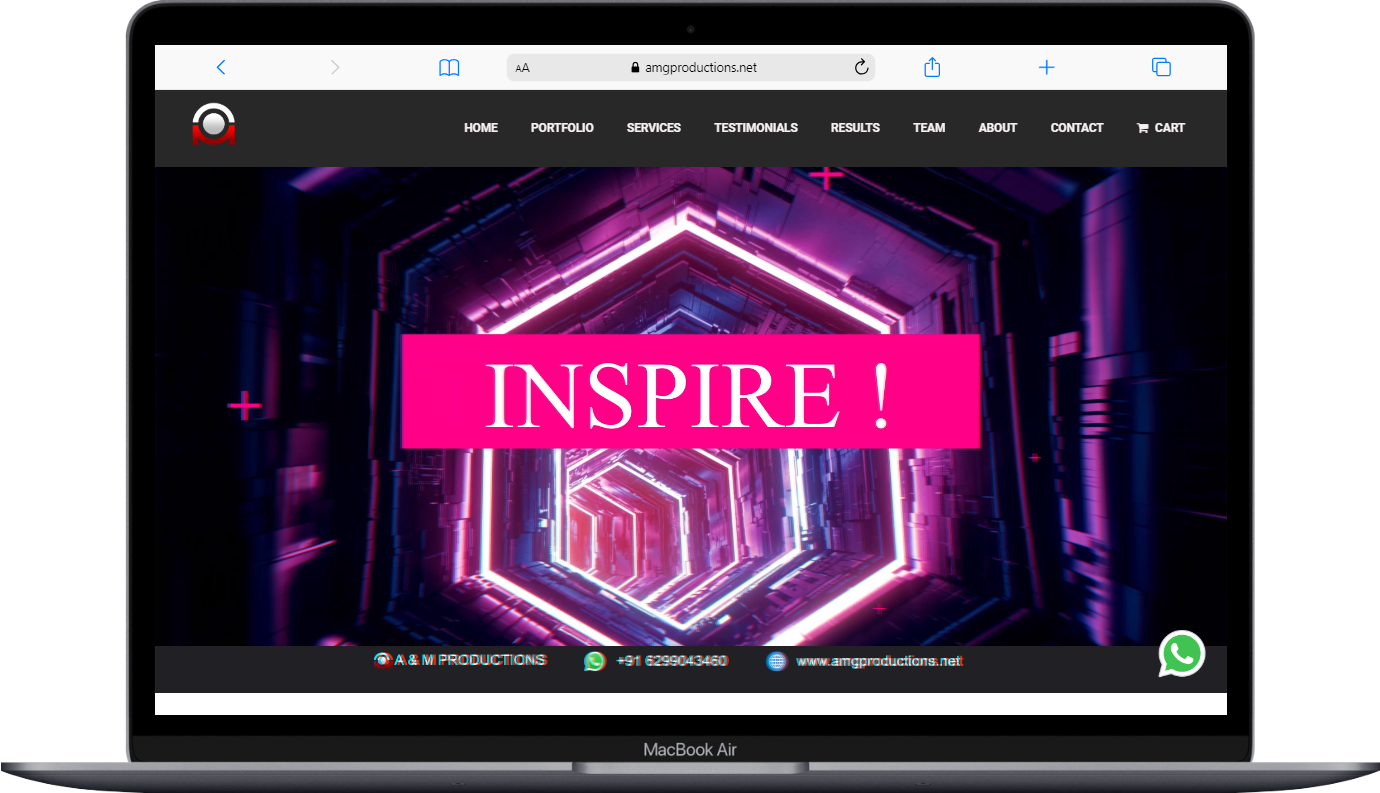 AA amgproductions.net
HOME PORTFOLIO SERVICES TESTIMONIALS RESULTS TEAM ABOUT CONTACT CART
INSPIRE !
A & M PRODUCTIONS +91 6299043460 www.amgproductions.net
MacBook Air